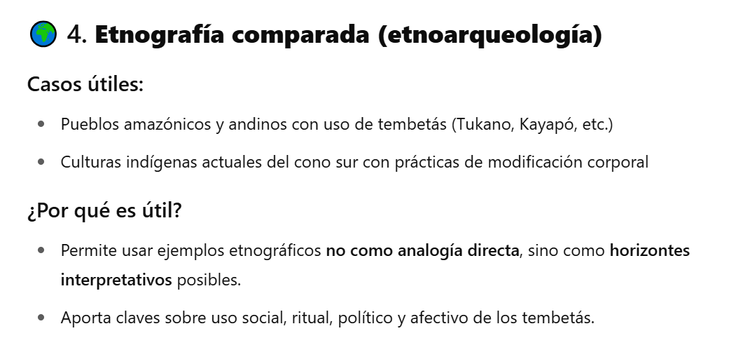 🌍 4. Etnografía comparada (etnoarqueología)
Casos útiles:
• Pueblos amazónicos y andinos con uso de tembetás (Tukano, Kayapó, etc.)
• Culturas indígenas actuales del cono sur con prácticas de modificación corporal
¿Por qué es útil?
• Permite usar ejemplos etnográficos no como analogía directa, sino como horizontes
interpretativos posibles.
• Aporta claves sobre uso social, ritual, político y afectivo de los tembetás.